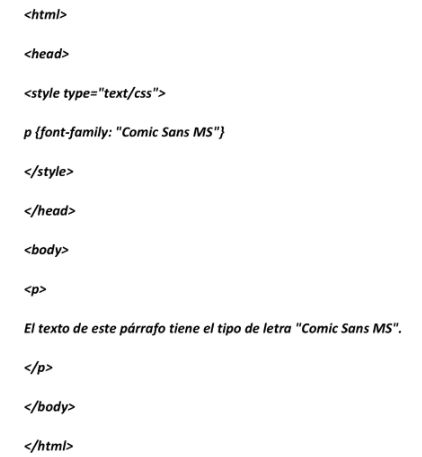 <html>
<head>
<style type="text/css">
p {font-family: "Comic Sans MS"}
</style>
</head>
<body>
<p>
El texto de este párrafo tiene el tipo de letra "Comic Sans MS".
</p>
</body>
</html>